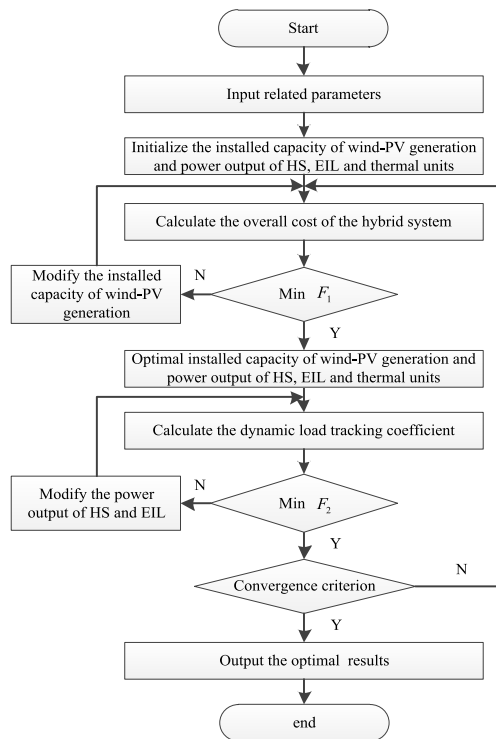 Start
Input related parameters
Initialize the installed capacity of wind-PV generation
and power output of HS, EIL and thermal units
Calculate the overall cost of the hybrid system
Modify the installed
capacity of wind-PV
generation
N
Min F₁
Y
Optimal installed capacity of wind-PV generation and
power output of HS, EIL and thermal units
Calculate the dynamic load tracking coefficient
Modify the power
output of HS and EIL
N
Min F₂
Y
Convergence criterion
N
Y
Output the optimal results
end